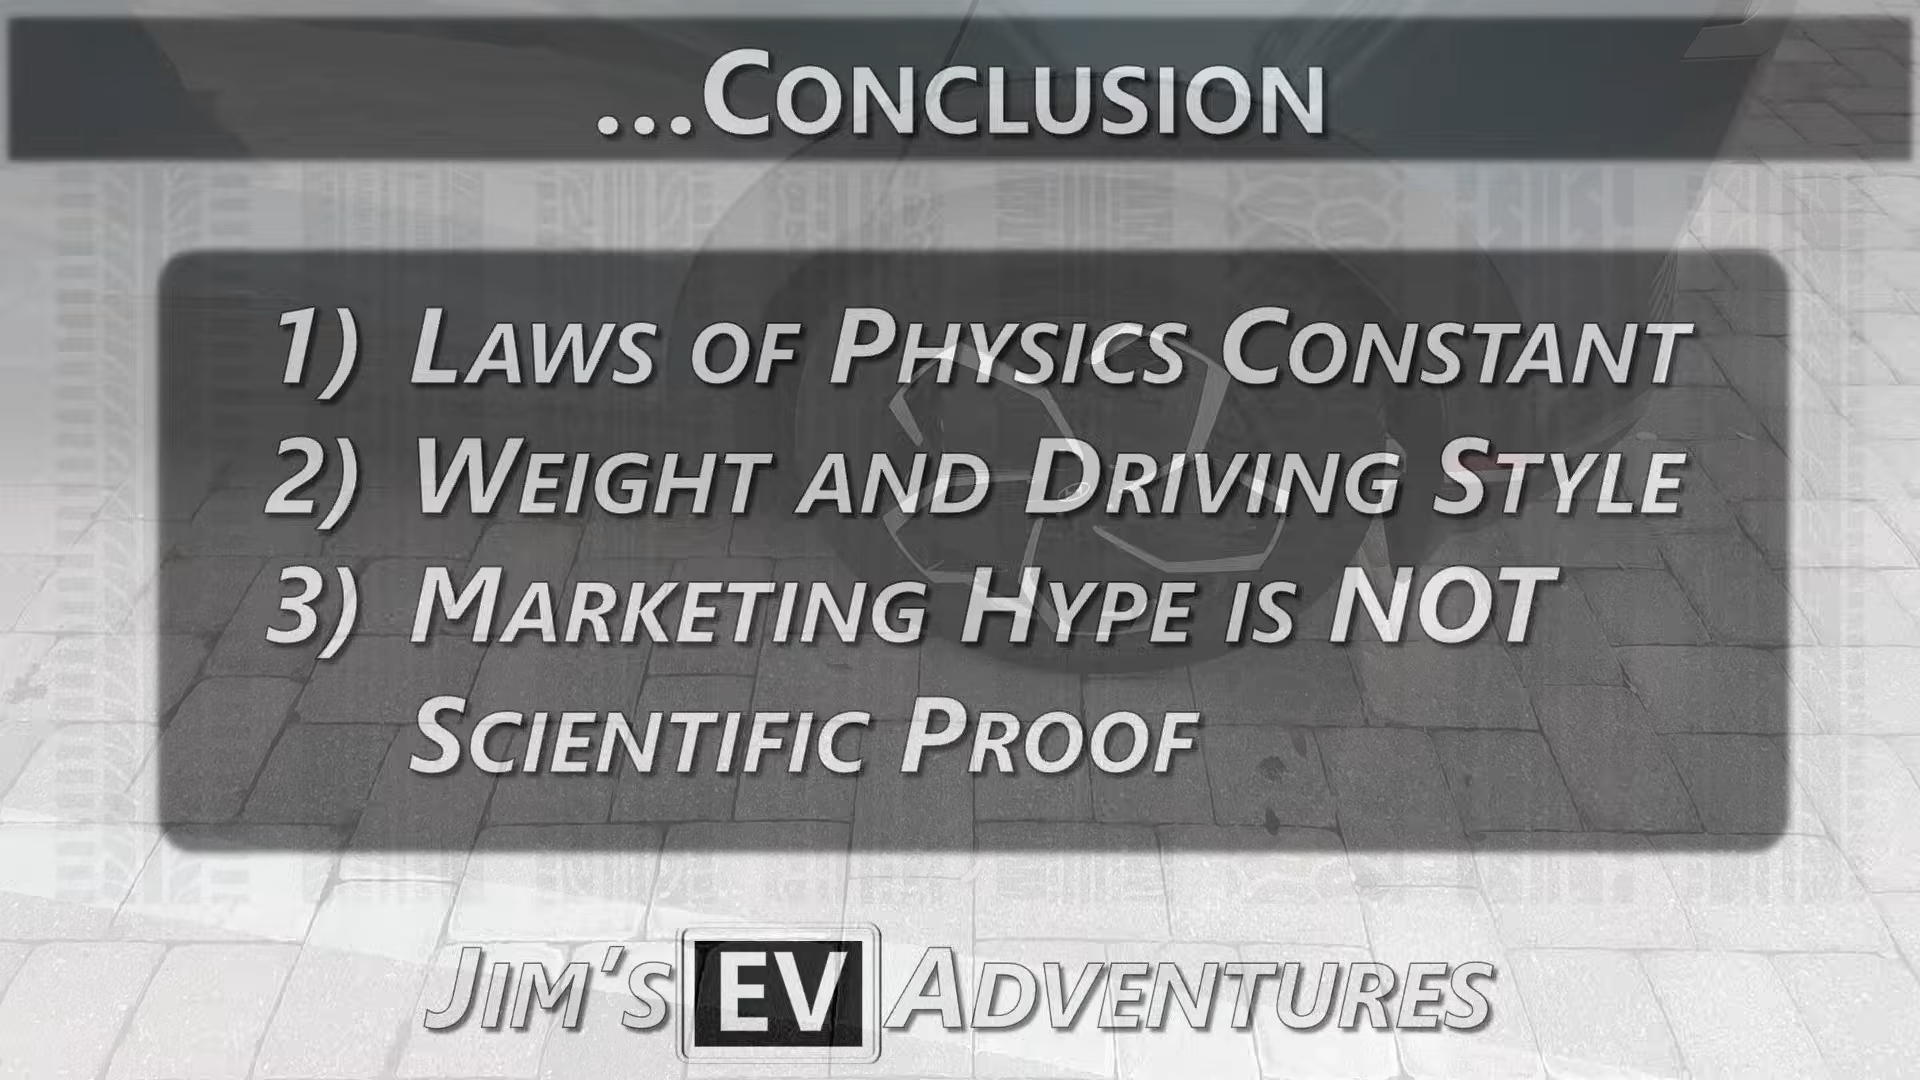 ...Conclusion
1) Laws of Physics Constant
2) Weight and Driving Style
3) Marketing Hype is NOT
Scientific Proof
Jim's EV Adventures